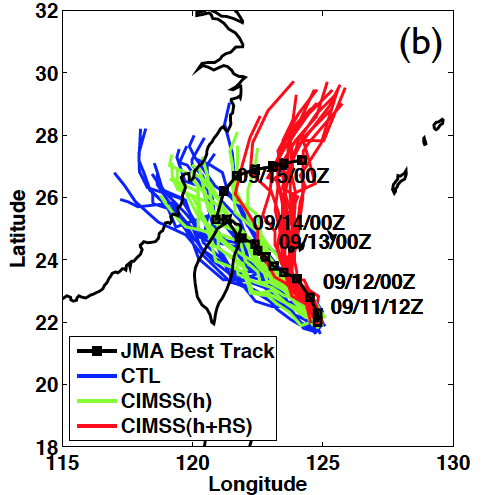 (b)
32
30
28
26
24
22
20
18
Latitude
09/15/00Z
09/14/00Z
09/13/00Z
09/12/00Z
09/11/12Z
JMA Best Track
CTL
CIMSS(h)
CIMSS(h+RS)
115
120
125
130
Longitude